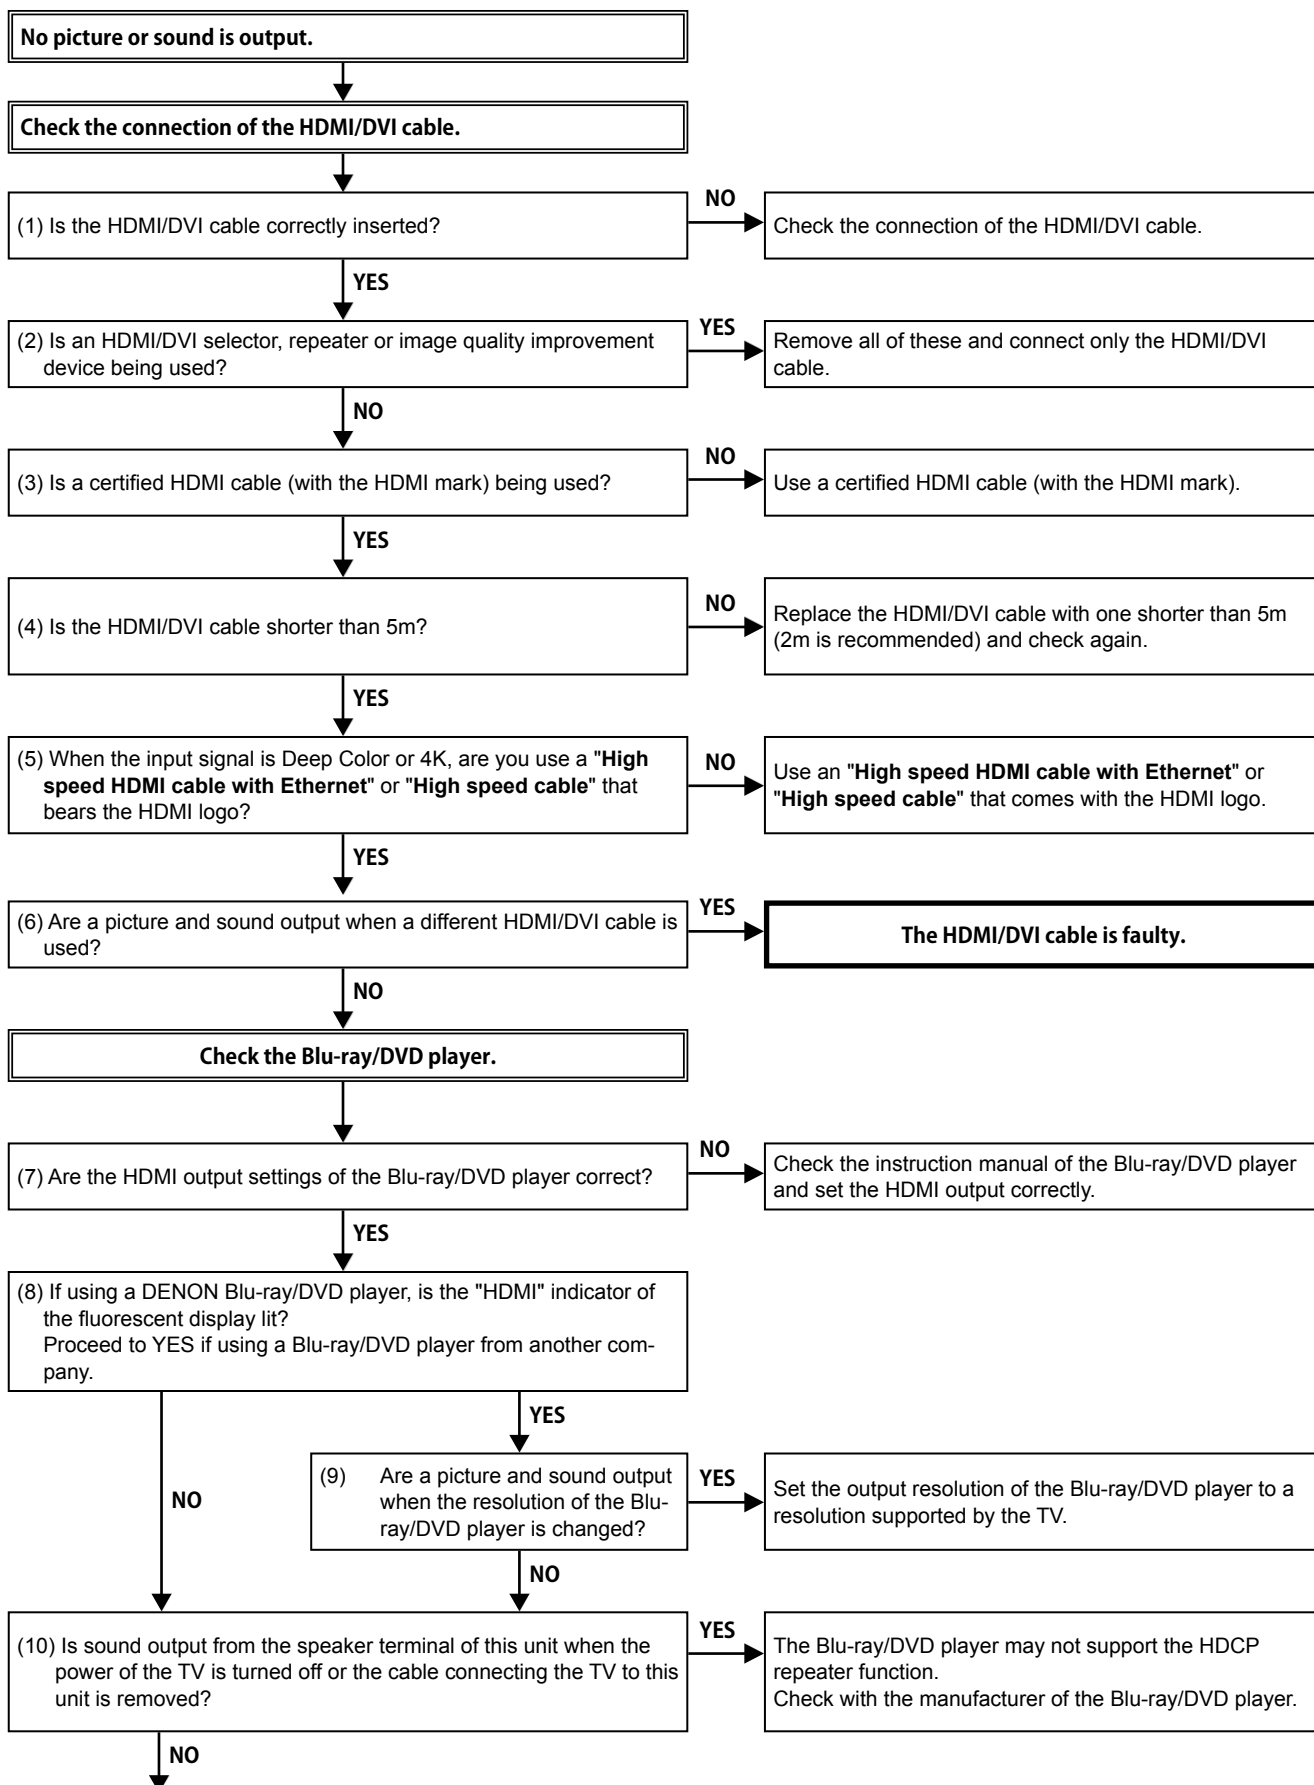 No picture or sound is output.
Check the connection of the HDMI/DVI cable.
(1) Is the HDMI/DVI cable correctly inserted?
NO
Check the connection of the HDMI/DVI cable.
YES
(2) Is an HDMI/DVI selector, repeater or image quality improvement
device being used?
YES
Remove all of these and connect only the HDMI/DVI
cable.
NO
(3) Is a certified HDMI cable (with the HDMI mark) being used?
NO
Use a certified HDMI cable (with the HDMI mark).
YES
(4) Is the HDMI/DVI cable shorter than 5m?
NO
Replace the HDMI/DVI cable with one shorter than 5m
(2m is recommended) and check again.
YES
(5) When the input signal is Deep Color or 4K, are you use a "High
speed HDMI cable with Ethernet" or "High speed cable" that
bears the HDMI logo?
NO
Use an "High speed HDMI cable with Ethernet" or
"High speed cable" that comes with the HDMI logo.
YES
(6) Are a picture and sound output when a different HDMI/DVI cable is
used?
YES
The HDMI/DVI cable is faulty.
NO
Check the Blu-ray/DVD player.
(7) Are the HDMI output settings of the Blu-ray/DVD player correct?
NO
Check the instruction manual of the Blu-ray/DVD player
and set the HDMI output correctly.
YES
(8) If using a DENON Blu-ray/DVD player, is the "HDMI" indicator of
the fluorescent display lit?
Proceed to YES if using a Blu-ray/DVD player from another com-
pany.
YES
NO
(9) Are a picture and sound output
when the resolution of the Blu-
ray/DVD player is changed?
YES
Set the output resolution of the Blu-ray/DVD player to a
resolution supported by the TV.
NO
(10) Is sound output from the speaker terminal of this unit when the
power of the TV is turned off or the cable connecting the TV to this
unit is removed?
YES
The Blu-ray/DVD player may not support the HDCP
repeater function.
Check with the manufacturer of the Blu-ray/DVD player.
NO